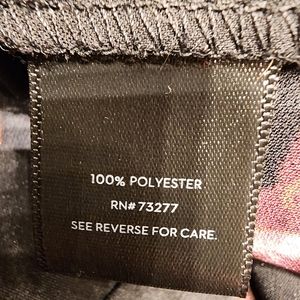 100% POLYESTER
RN# 73277
SEE REVERSE FOR CARE.